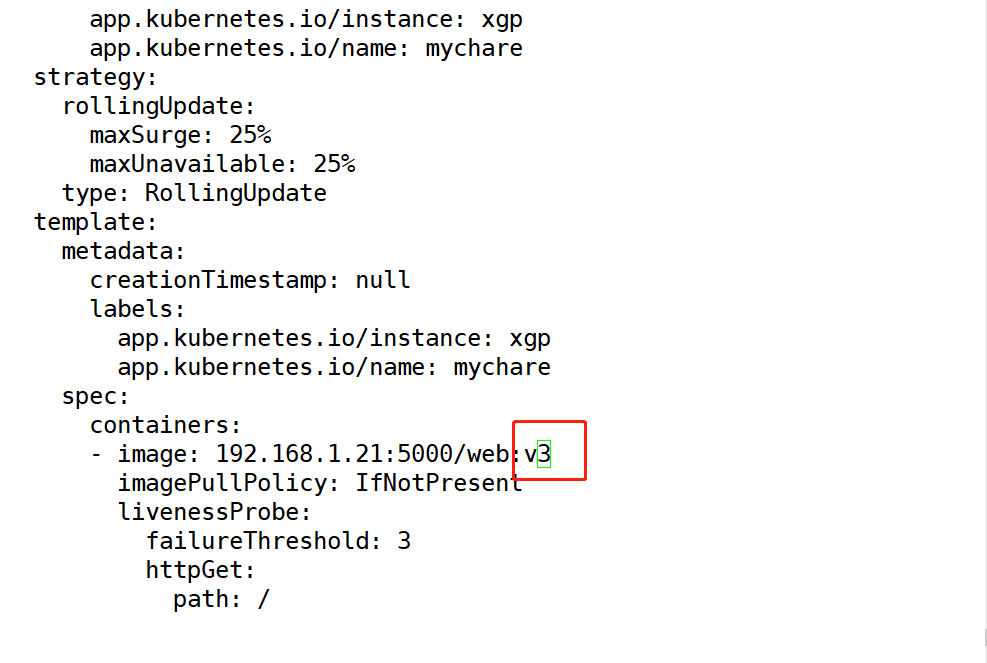 app.kubernetes.io/instance: xgp
app.kubernetes.io/name: mychare
strategy:
rollingUpdate:
maxSurge: 25%
maxUnavailable: 25%
type: RollingUpdate
template:
metadata:
creationTimestamp: null
labels:
app.kubernetes.io/instance: xgp
app.kubernetes.io/name: mychare
spec:
containers:
- image: 192.168.1.21:5000/web:v3
imagePullPolicy: IfNotPresent
livenessProbe:
failureThreshold: 3
httpGet:
path: /